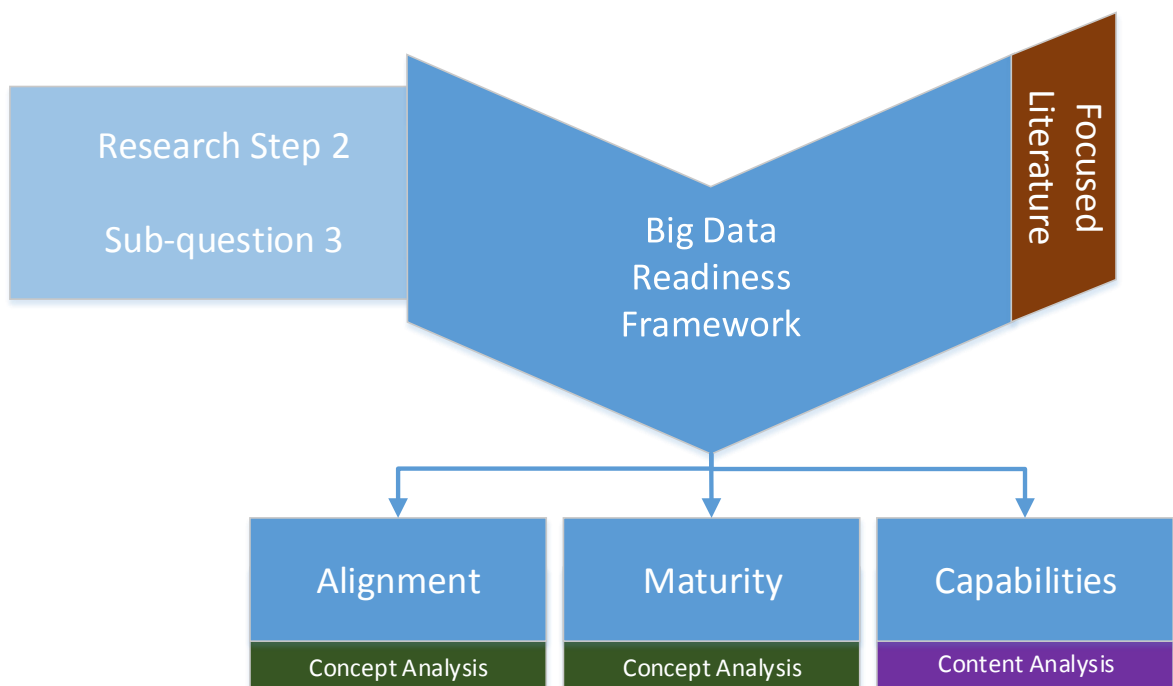 Research Step 2
Sub-question 3
Big Data
Readiness
Framework
Focused
Literature
Alignment
Maturity
Capabilities
Concept Analysis
Concept Analysis
Content Analysis